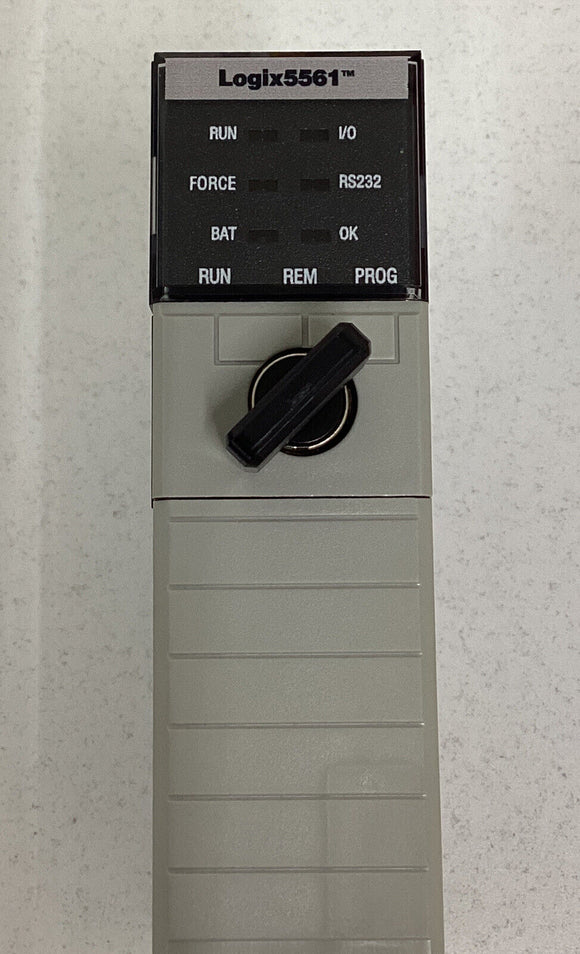 Logix5561™
RUN I/O
FORCE RS232
BAT OK
RUN REM PROG